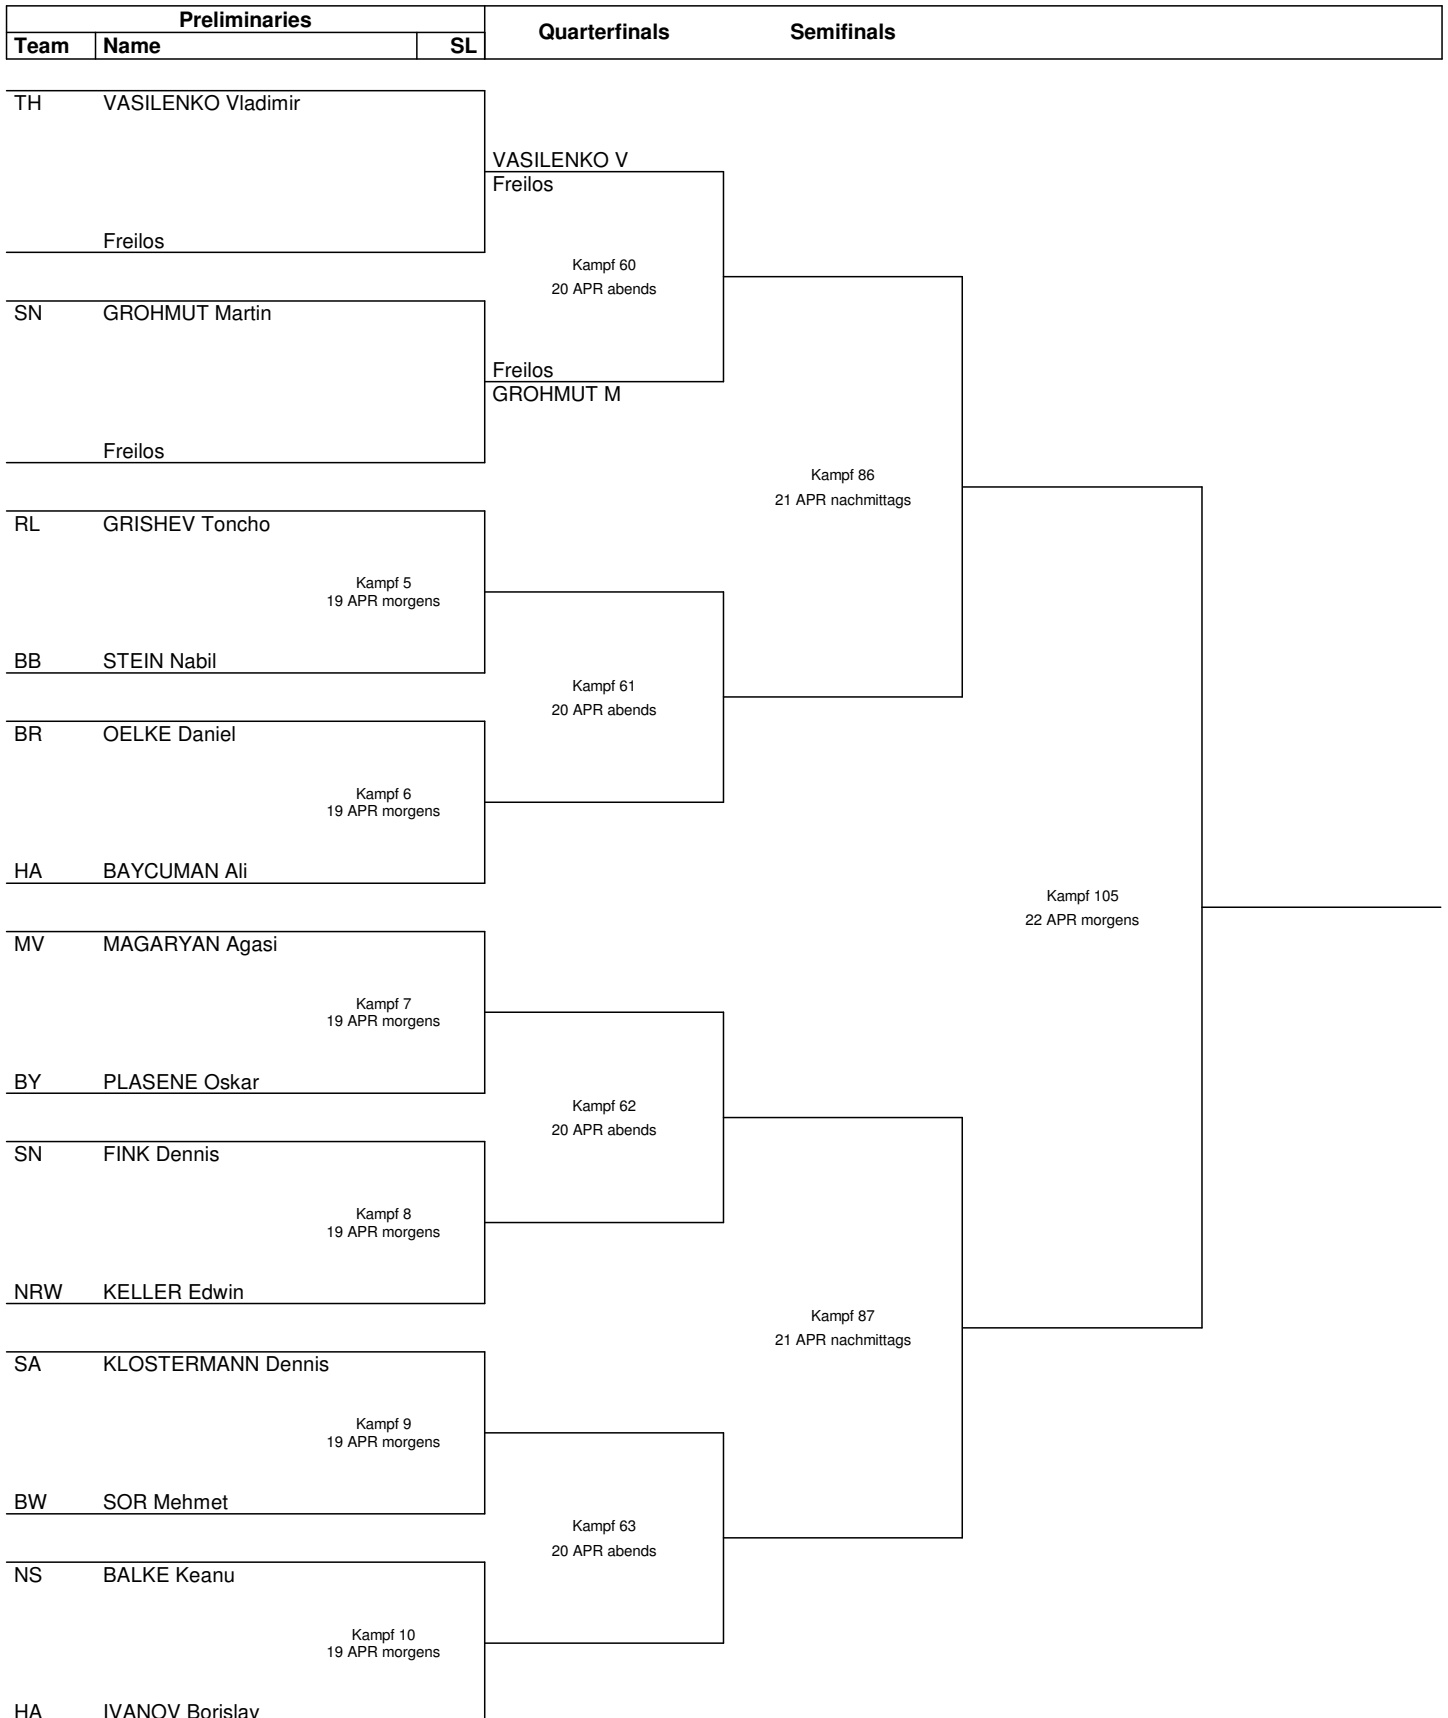 Preliminaries
Quarterfinals Semifinals
Team Name SL
TH VASILENKO Vladimir
VASILENKO V
Freilos
Freilos
Kampf 60
20 APR abends
SN GROHMUT Martin
Freilos
GROHMUT M
Freilos
Kampf 86
21 APR nachmittags
RL GRISHEV Toncho
Kampf 5
19 APR morgens
BB STEIN Nabil
Kampf 61
20 APR abends
BR OELKE Daniel
Kampf 6
19 APR morgens
HA BAYCUMAN Ali
Kampf 105
22 APR morgens
MV MAGARYAN Agasi
Kampf 7
19 APR morgens
BY PLASENE Oskar
Kampf 62
20 APR abends
SN FINK Dennis
Kampf 8
19 APR morgens
NRW KELLER Edwin
Kampf 87
21 APR nachmittags
SA KLOSTERMANN Dennis
Kampf 9
19 APR morgens
BW SOR Mehmet
Kampf 63
20 APR abends
NS BALKE Keanu
Kampf 10
19 APR morgens
HA IVANOV Borislav